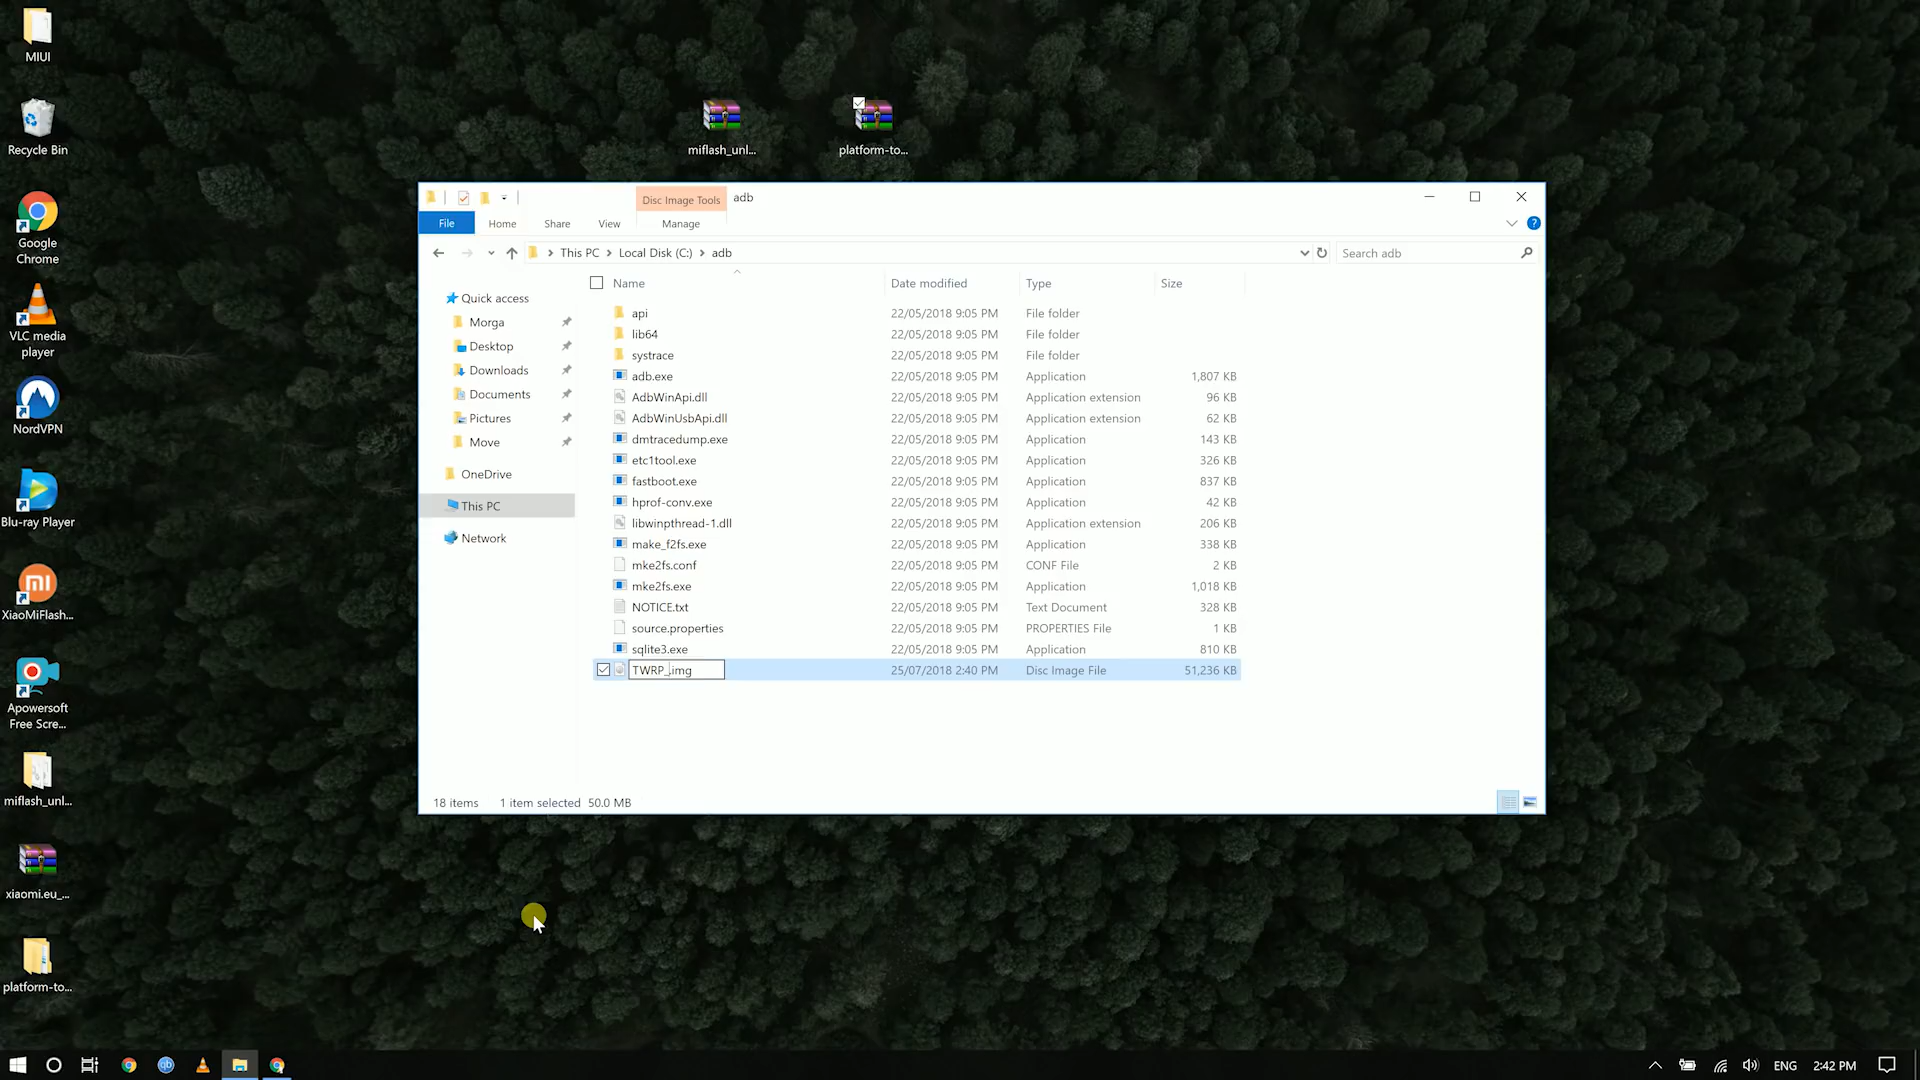 MIUI
Recycle Bin
Google
Chrome
VLC media
player
NordVPN
Blu-ray Player
XiaoMiFlash...
Apowersoft
Free Scre...
miflash_unl...
xiaomi.eu_...
platform-to...
miflash_unl...
platform-to...
Disc Image Tools
adb
File
Home
Share
View
Manage
This PC
Local Disk (C:)
adb
Search adb
Quick access
Morga
Desktop
Downloads
Documents
Pictures
Move
OneDrive
This PC
Network
Name Date modified Type Size
api 22/05/2018 9:05 PM File folder
lib64 22/05/2018 9:05 PM File folder
systrace 22/05/2018 9:05 PM File folder
adb.exe 22/05/2018 9:05 PM Application 1,807 KB
AdbWinApi.dll 22/05/2018 9:05 PM Application extension 96 KB
AdbWinUsbApi.dll 22/05/2018 9:05 PM Application extension 62 KB
dmtracedump.exe 22/05/2018 9:05 PM Application 143 KB
etc1tool.exe 22/05/2018 9:05 PM Application 326 KB
fastboot.exe 22/05/2018 9:05 PM Application 837 KB
hprof-conv.exe 22/05/2018 9:05 PM Application 42 KB
libwinpthread-1.dll 22/05/2018 9:05 PM Application extension 206 KB
make_f2fs.exe 22/05/2018 9:05 PM Application 338 KB
mke2fs.conf 22/05/2018 9:05 PM CONF File 2 KB
mke2fs.exe 22/05/2018 9:05 PM Application 1,018 KB
NOTICE.txt 22/05/2018 9:05 PM Text Document 328 KB
source.properties 22/05/2018 9:05 PM PROPERTIES File 1 KB
sqlite3.exe 22/05/2018 9:05 PM Application 810 KB
TWRP_.img 25/07/2018 2:40 PM Disc Image File 51,236 KB
18 items 1 item selected 50.0 MB
qb
ENG
2:42 PM